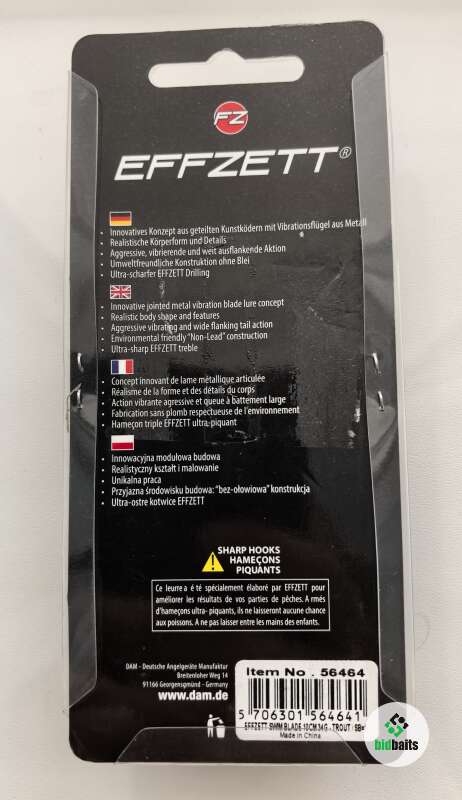 FZ
EFFZETT®
• Innovatives Konzept aus geteilten Kunstködern mit Vibrationsflügel aus Metall
• Realistische Körperform und Details
• Aggressive, vibrierende und weit ausflankende Aktion
• Umweltfreundliche Konstruktion ohne Blei
• Ultra-scharfer EFFZETT Drilling
• Innovative jointed metal vibration blade lure concept
• Realistic body shape and features
• Aggressive vibrating and wide flanking tail action
• Environmental friendly "Non-Lead" construction
• Ultra-sharp EFFZETT treble
• Concept innovant de lame métallique articulée
• Réalisme de la forme et des détails du corps
• Action vibrante agressive et queue à battement large
• Fabrication sans plomb respectueuse de l'environnement
• Hameçon triple EFFZETT ultra-piquant
• Innowacyjna modułowa budowa
• Realistyczny kształt i malowanie
• Unikalna praca
• Przyjazna środowisku budowa: "bez-ołowiowa" konstrukcja
• Ultra-ostre kotwice EFFZETT
SHARP HOOKS
HAMEÇONS
PIQUANTS
Ce leurre a été spécialement élaboré par EFFZETT pour
améliorer les résultats de vos parties de pêches. A rmés
d'hameçons ultra- piquants, ils ne laisseront aucune chance
aux poissons. A ne pas laisser entre les mains des enfants.
DAM - Deutsche Angelgeräte Manufaktur
Breitenloher Weg 14
91166 Georgensgmünd - Germany
www.dam.de
Item No. 56464
5 706301 564641
EFFZETT SWIM BLADE 10CM 34G - TROUT
Made in China
bidbaits